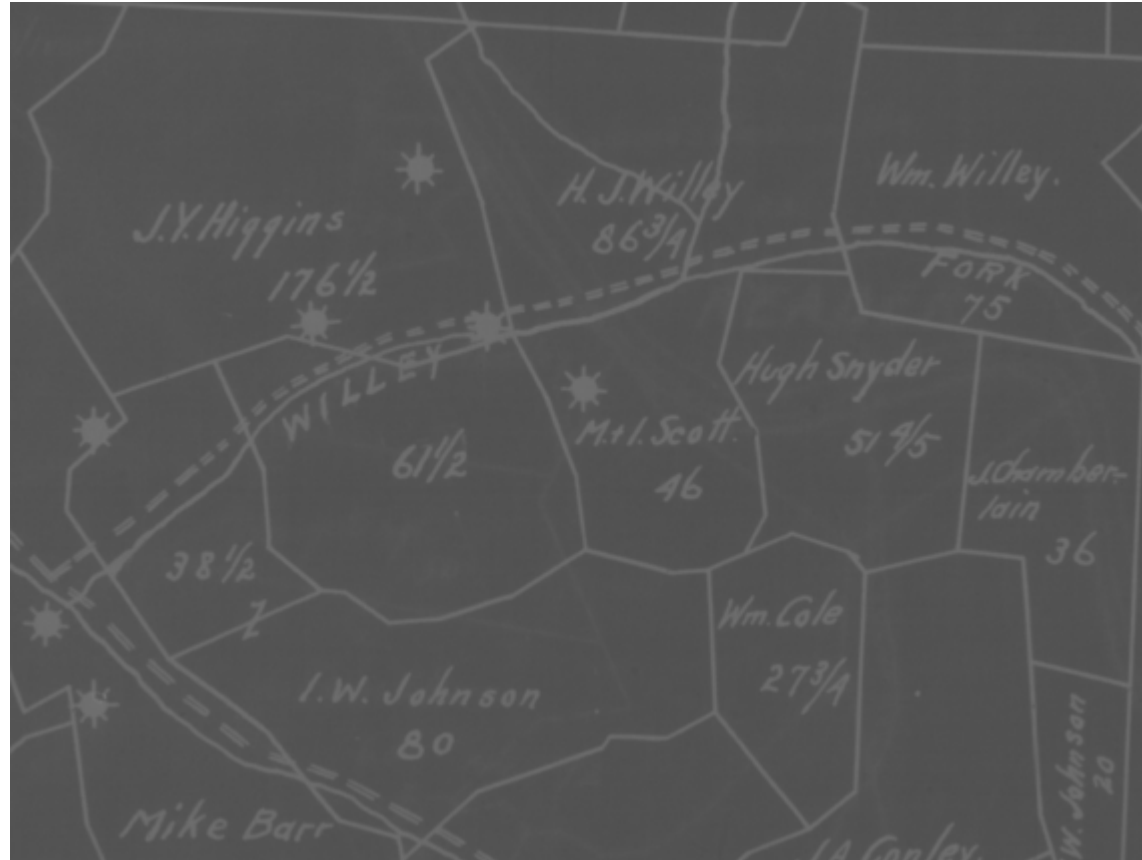 Wm. Willey.
H. J. Willey
86 3/4
J. Y. Higgins
176 1/2
FORK
75
WILLEY
Hugh Snyder
51 4/5
M. + I. Scott.
46
61 1/2
J. Chamber-
lain
36
38 1/2
Z
Wm. Cole
27 3/4
I. W. Johnson
80
W. Johnson
20
Mike Barr
J. A. Conley